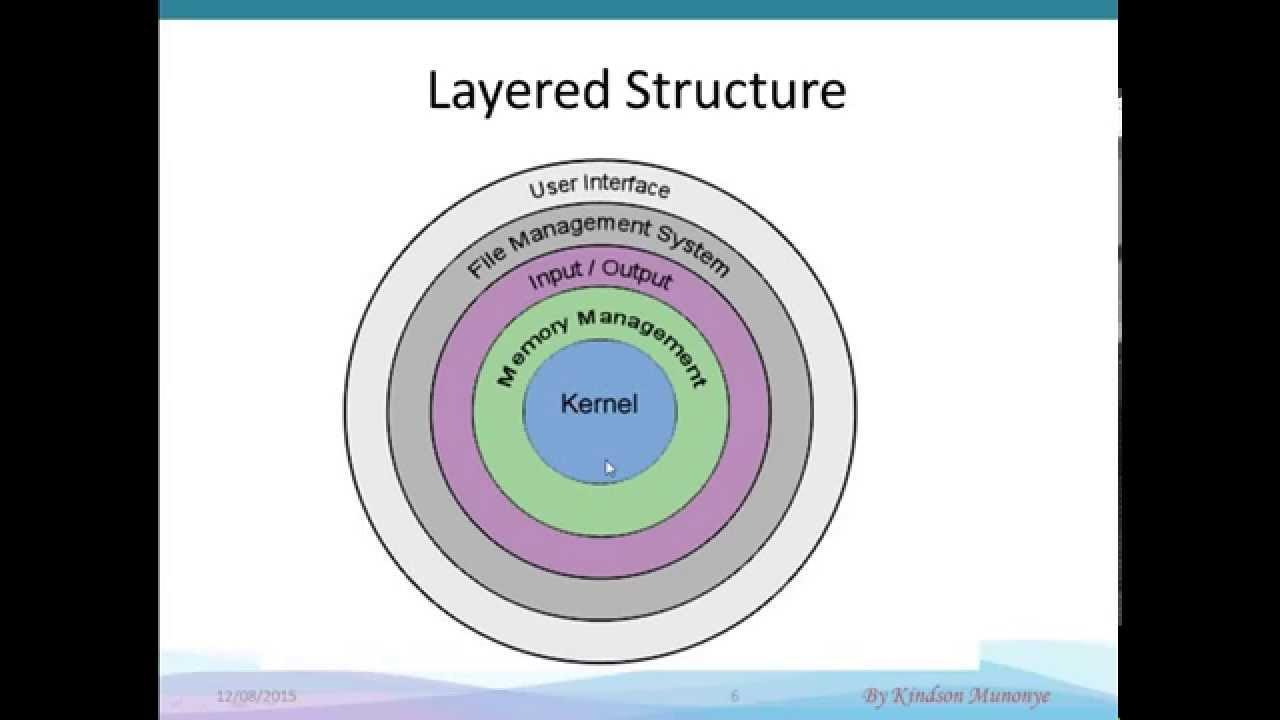 Layered Structure
User Interface
File Management System
Input / Output
Memory Management
Kernel
12/08/2015
6
By Kindson Munonye